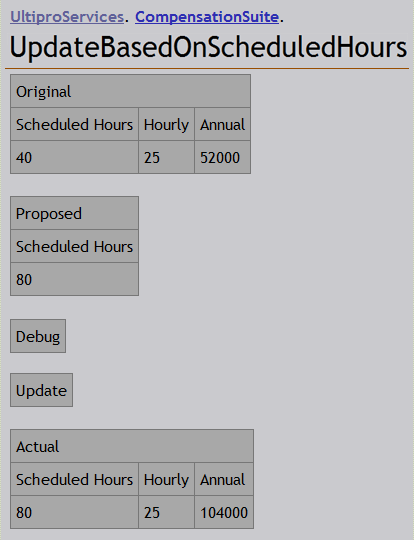 UltiproServices. CompensationSuite.
UpdateBasedOnScheduledHours
Original
Scheduled Hours Hourly Annual
40 25 52000
Proposed
Scheduled Hours
80
Debug
Update
Actual
Scheduled Hours Hourly Annual
80 25 104000